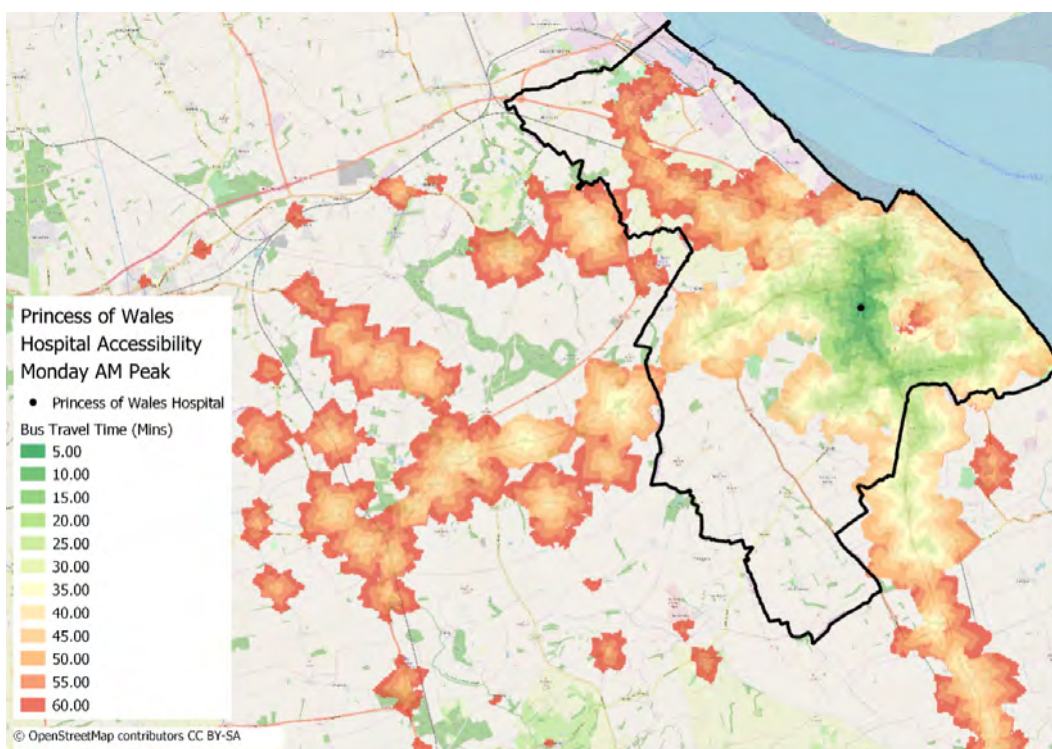 Princess of Wales
Hospital Accessibility
Monday AM Peak
Princess of Wales Hospital
Bus Travel Time (Mins)
5.00
10.00
15.00
20.00
25.00
30.00
35.00
40.00
45.00
50.00
55.00
60.00
© OpenStreetMap contributors CC BY-SA